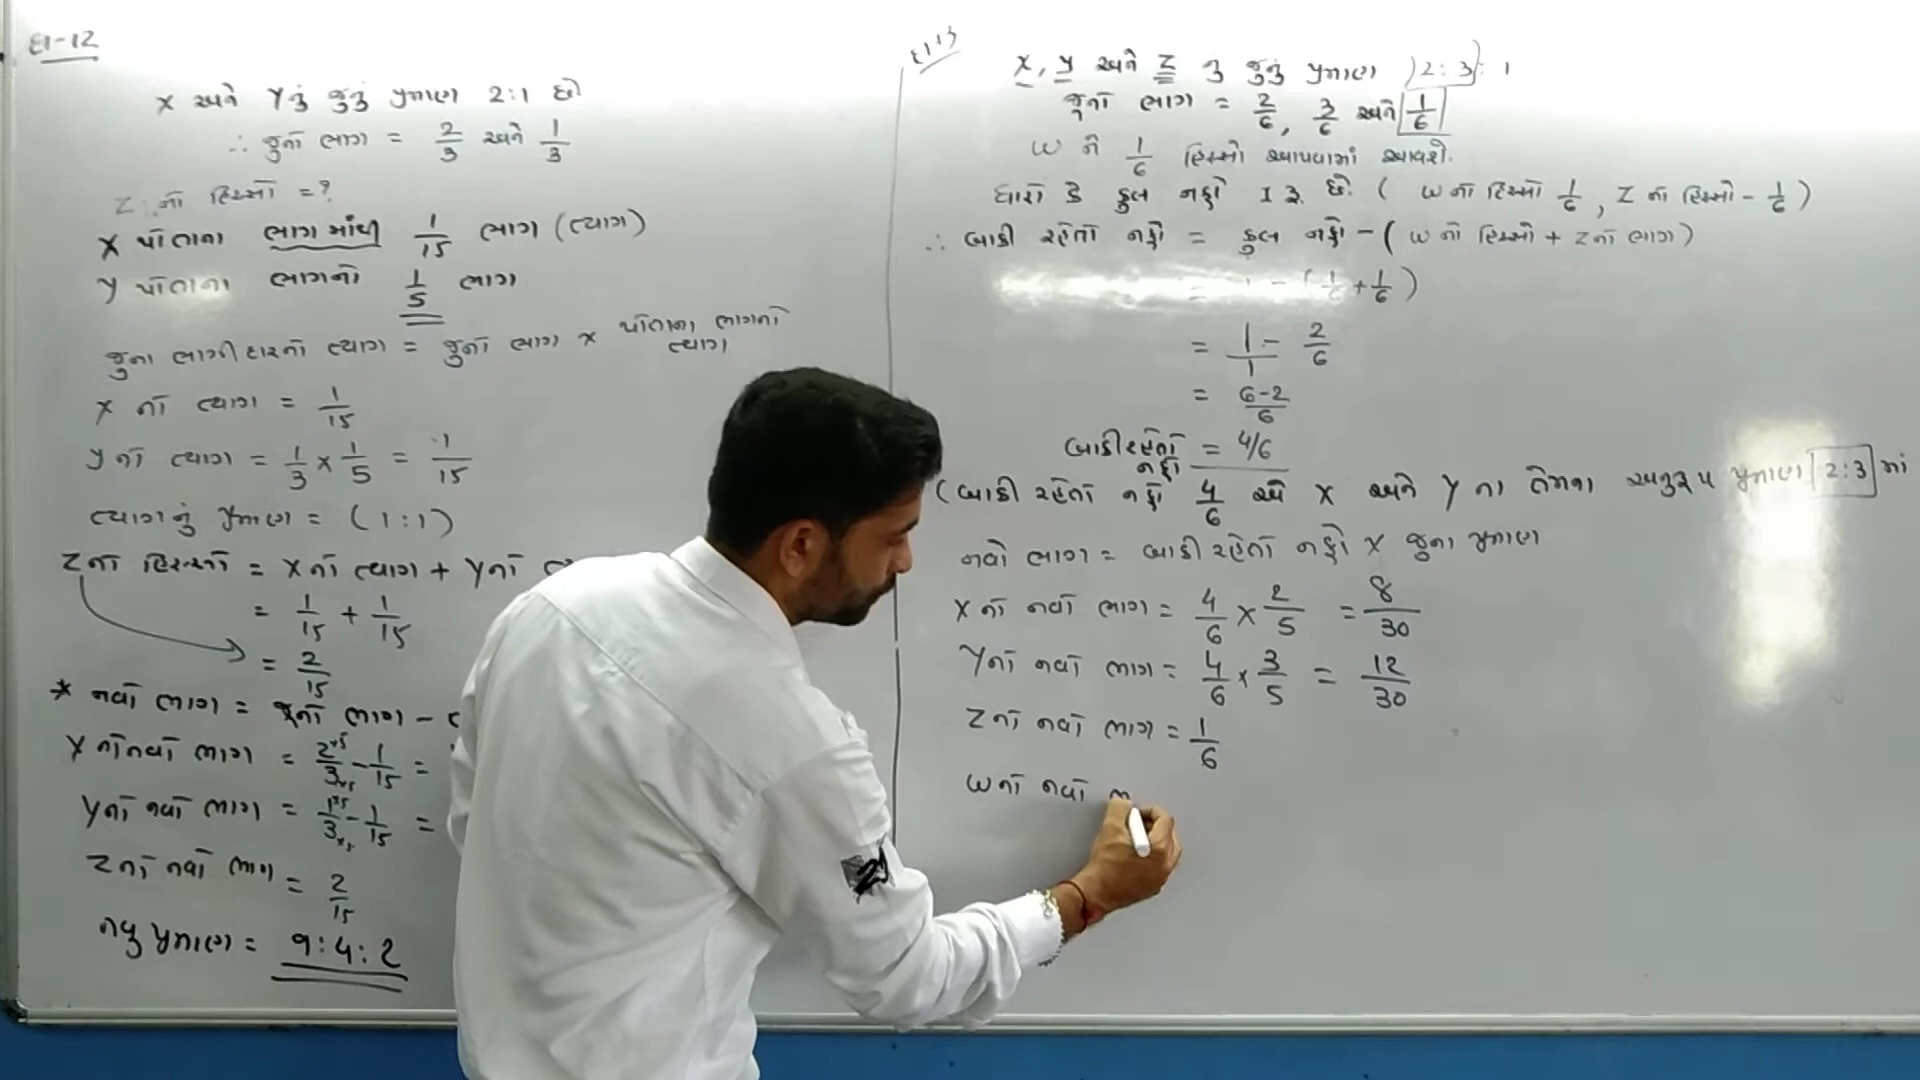 દા-12
X અને Y નું જુનું પ્રમાણ 2:1 છે
∴ જુનો ભાગ = 2/3 અને 1/3
Z નો હિસ્સો = ?
X પોતાના ભાગ માંથી 1/15 ભાગ (ત્યાગ)
Y પોતાના ભાગનો 1/5 ભાગ
જુના ભાગીદારનો ત્યાગ = જુનો ભાગ × પોતાના ભાગનો ત્યાગ
X નો ત્યાગ = 1/15
Y નો ત્યાગ = 1/3 × 1/5 = 1/15
ત્યાગનું પ્રમાણ = (1:1)
Z નો હિસ્સો = X નો ત્યાગ + Y નો
= 1/15 + 1/15
= 2/15
* નવો ભાગ = જુનો ભાગ -
X નો નવો ભાગ = 2×5/3×5 - 1/15 =
Y નો નવો ભાગ = 1×5/3×5 - 1/15 =
Z નો નવો ભાગ = 2/15
નવુ પ્રમાણ = 9:4:2
દા 13
X, Y અને Z નું જુનું પ્રમાણ 2:3:1
જુનો ભાગ = 2/6, 3/6 અને 1/6
W ને 1/6 હિસ્સો આપવામાં આવશે.
ધારો કે કુલ નફો 1 રૂ. છે. (W નો હિસ્સો 1/6, Z નો હિસ્સો - 1/6)
∴ બાકી રહેતો નફો = કુલ નફો - (W નો હિસ્સો + Z નો ભાગ)
= 1 - (1/6 + 1/6)
= 1/1 - 2/6
= 6-2/6
બાકી રહેતો નફો = 4/6
(બાકી રહેતો નફો 4/6 એ X અને Y ના તેમના અનુરૂપ પ્રમાણ 2:3 માં
નવો ભાગ = બાકી રહેતો નફો × જુના પ્રમાણ
X નો નવો ભાગ = 4/6 × 2/5 = 8/30
Y નો નવો ભાગ = 4/6 × 3/5 = 12/30
Z નો નવો ભાગ = 1/6
W નો નવો